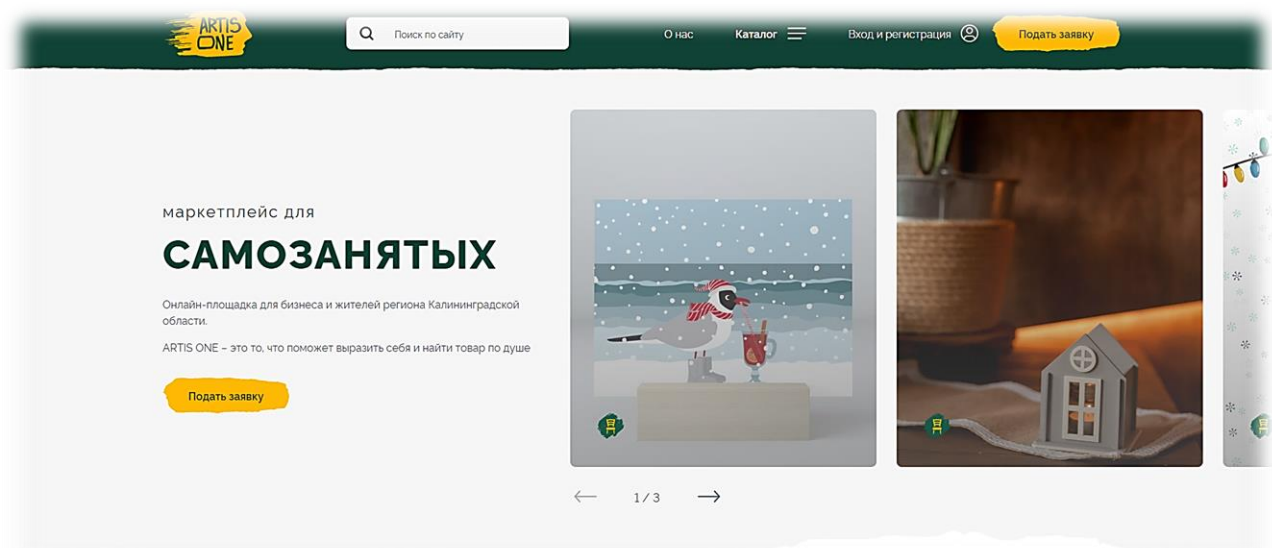 ARTIS
ONE
Поиск по сайту
О нас
Каталог
Вход и регистрация
Подать заявку
маркетплейс для
САМОЗАНЯТЫХ
Онлайн-площадка для бизнеса и жителей региона Калининградской
области.
ARTIS ONE – это то, что поможет выразить себя и найти товар по душе
Подать заявку
1 / 3